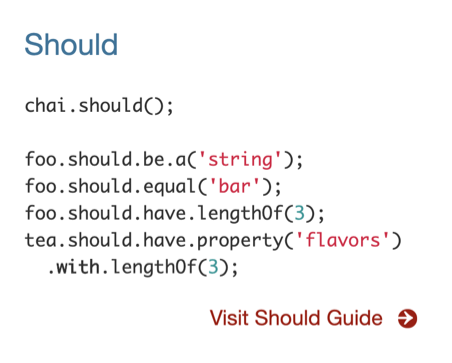 Should
chai.should();
foo.should.be.a('string');
foo.should.equal('bar');
foo.should.have.lengthOf(3);
tea.should.have.property('flavors')
.with.lengthOf(3);
Visit Should Guide